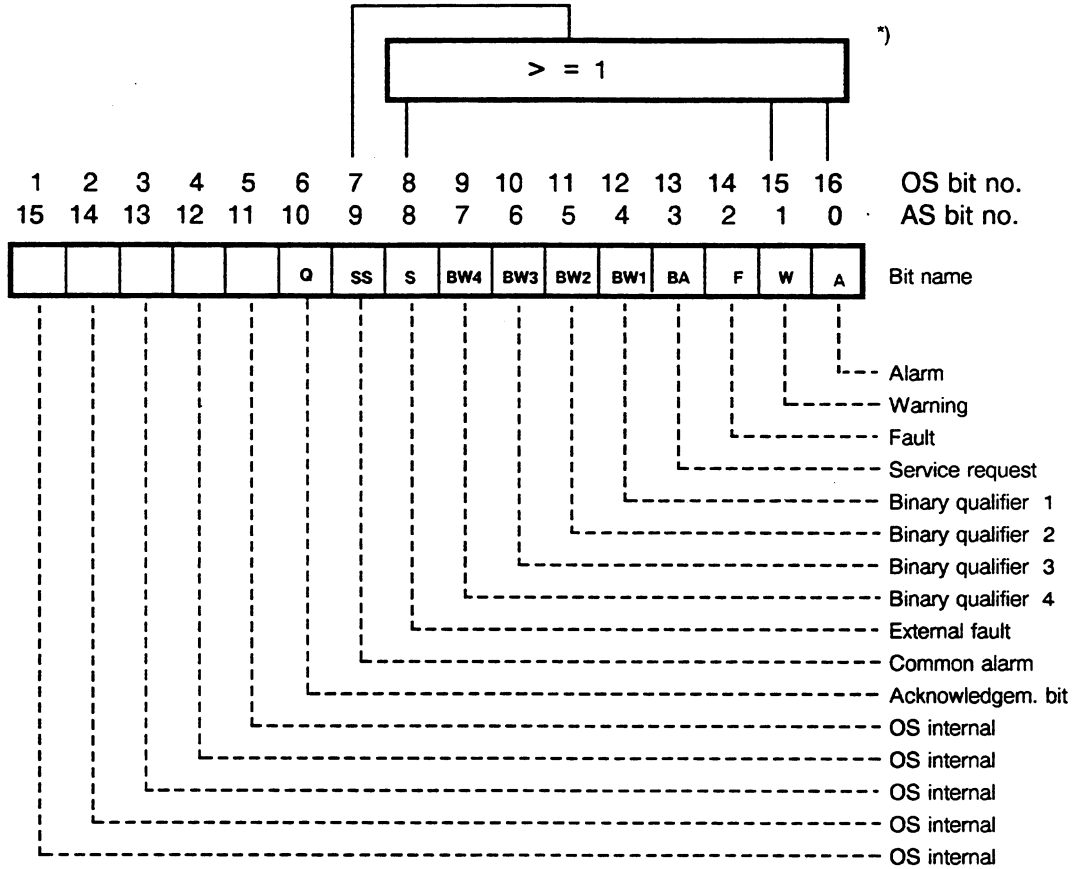 *)
> = 1
1 2 3 4 5 6 7 8 9 10 11 12 13 14 15 16 OS bit no.
15 14 13 12 11 10 9 8 7 6 5 4 3 2 1 0 AS bit no.
Q SS S BW4 BW3 BW2 BW1 BA F W A Bit name
Alarm
Warning
Fault
Service request
Binary qualifier 1
Binary qualifier 2
Binary qualifier 3
Binary qualifier 4
External fault
Common alarm
Acknowledgem. bit
OS internal
OS internal
OS internal
OS internal
OS internal